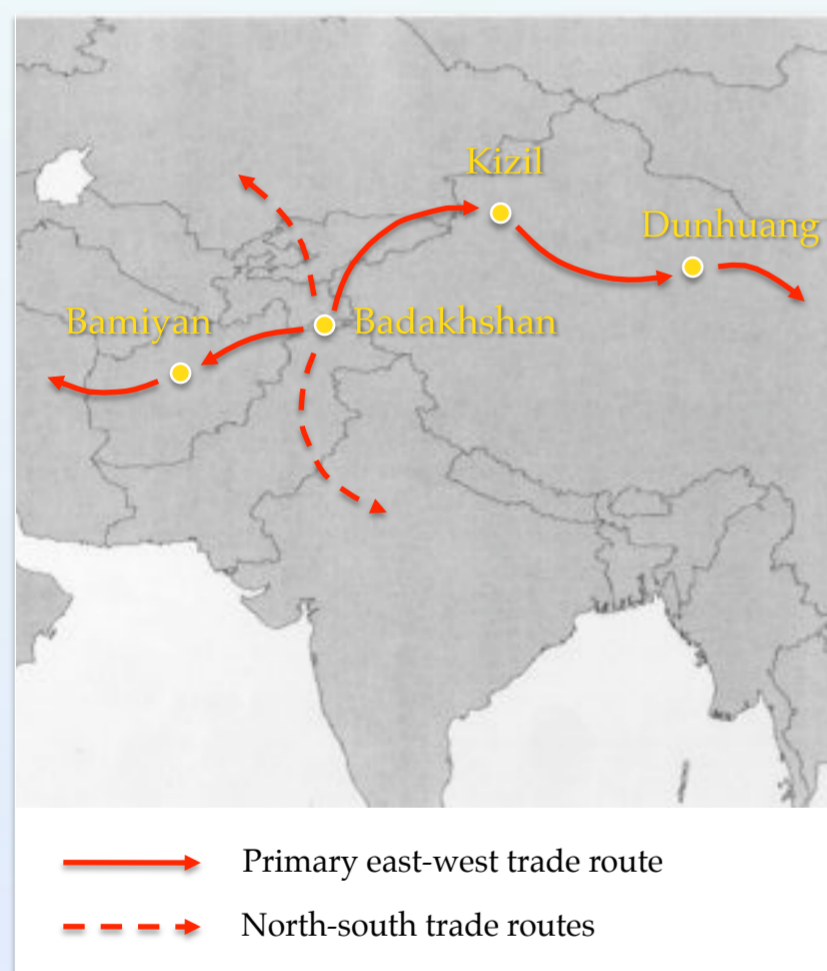 Kizil
Dunhuang
Bamiyan
Badakhshan
Primary east-west trade route
North-south trade routes